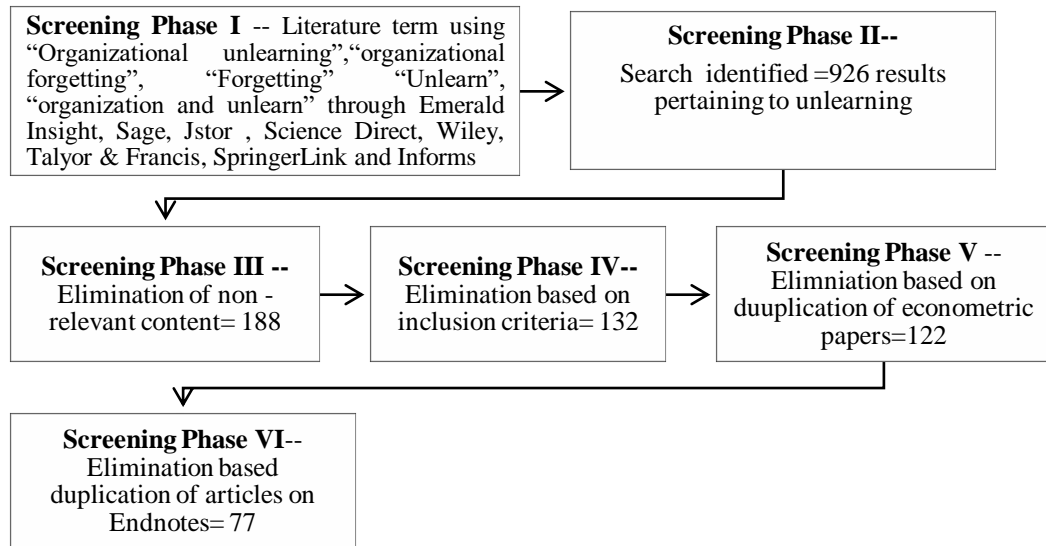 Screening Phase I -- Literature term using
“Organizational unlearning”,“organizational
forgetting”, “Forgetting” “Unlearn”,
“organization and unlearn” through Emerald
Insight, Sage, Jstor , Science Direct, Wiley,
Talyor & Francis, SpringerLink and Informs
Screening Phase II--
Search identified =926 results
pertaining to unlearning
Screening Phase III --
Elimination of non -
relevant content= 188
Screening Phase IV--
Elimination based on
inclusion criteria= 132
Screening Phase V --
Elimniation based on
duuplication of econometric
papers=122
Screening Phase VI--
Elimination based
duplication of articles on
Endnotes= 77